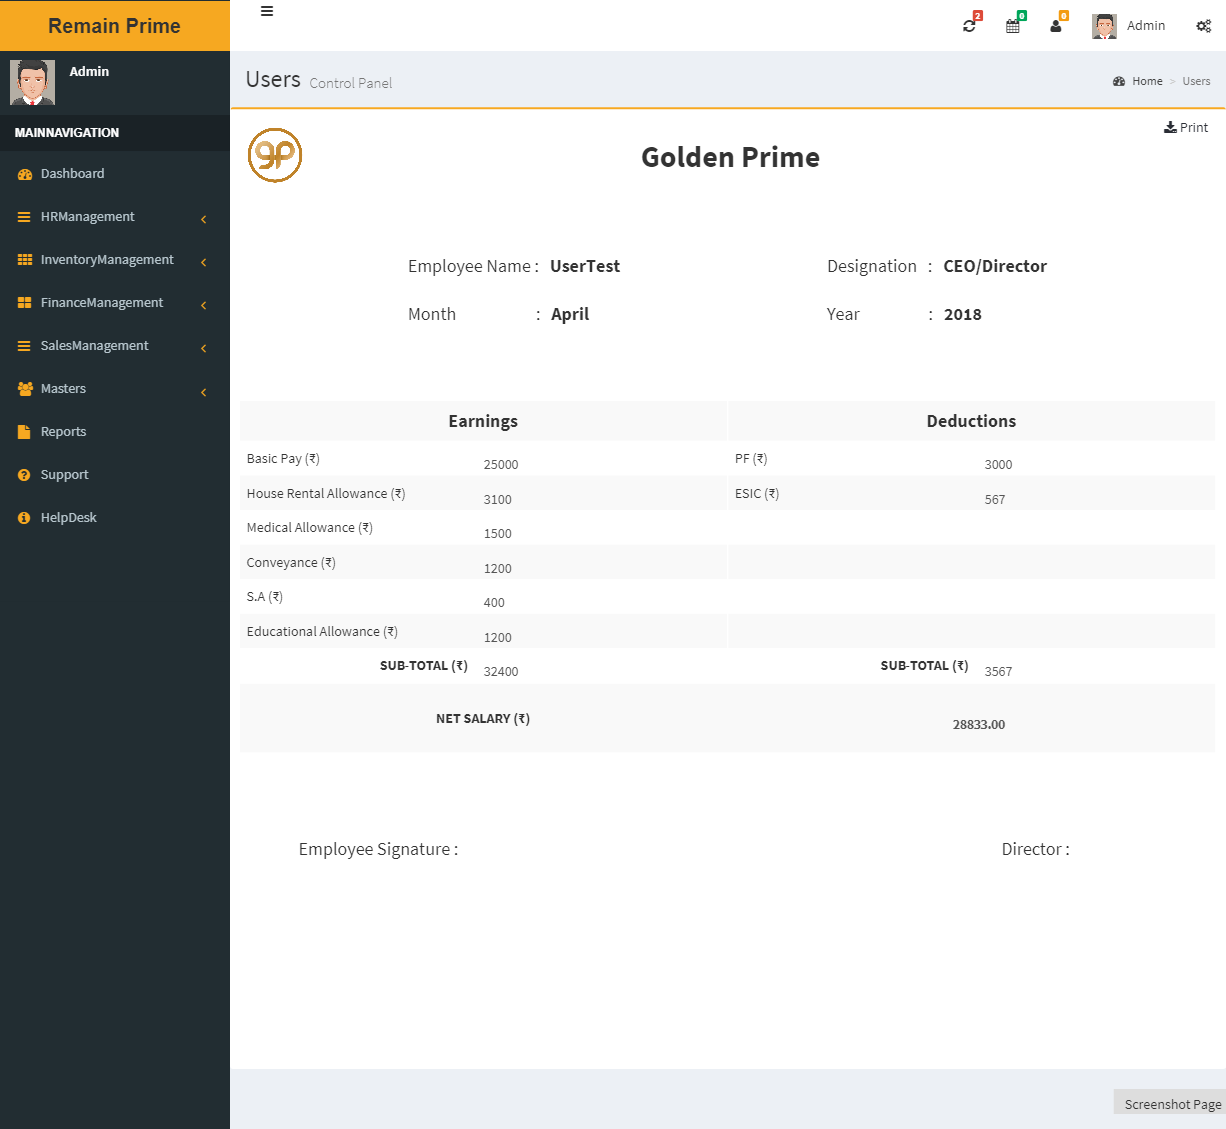 Remain Prime
2
0
0
Admin
Admin
Users Control Panel
Home > Users
MAINNAVIGATION
Dashboard
HRManagement
InventoryManagement
FinanceManagement
SalesManagement
Masters
Reports
Support
HelpDesk
Print
gp
Golden Prime
Employee Name : UserTest Designation : CEO/Director
Month : April Year : 2018
Earnings Deductions
Basic Pay (₹) 25000 PF (₹) 3000
House Rental Allowance (₹) 3100 ESIC (₹) 567
Medical Allowance (₹) 1500
Conveyance (₹) 1200
S.A (₹) 400
Educational Allowance (₹) 1200
SUB-TOTAL (₹) 32400 SUB-TOTAL (₹) 3567
NET SALARY (₹) 28833.00
Employee Signature : Director :
Screenshot Page